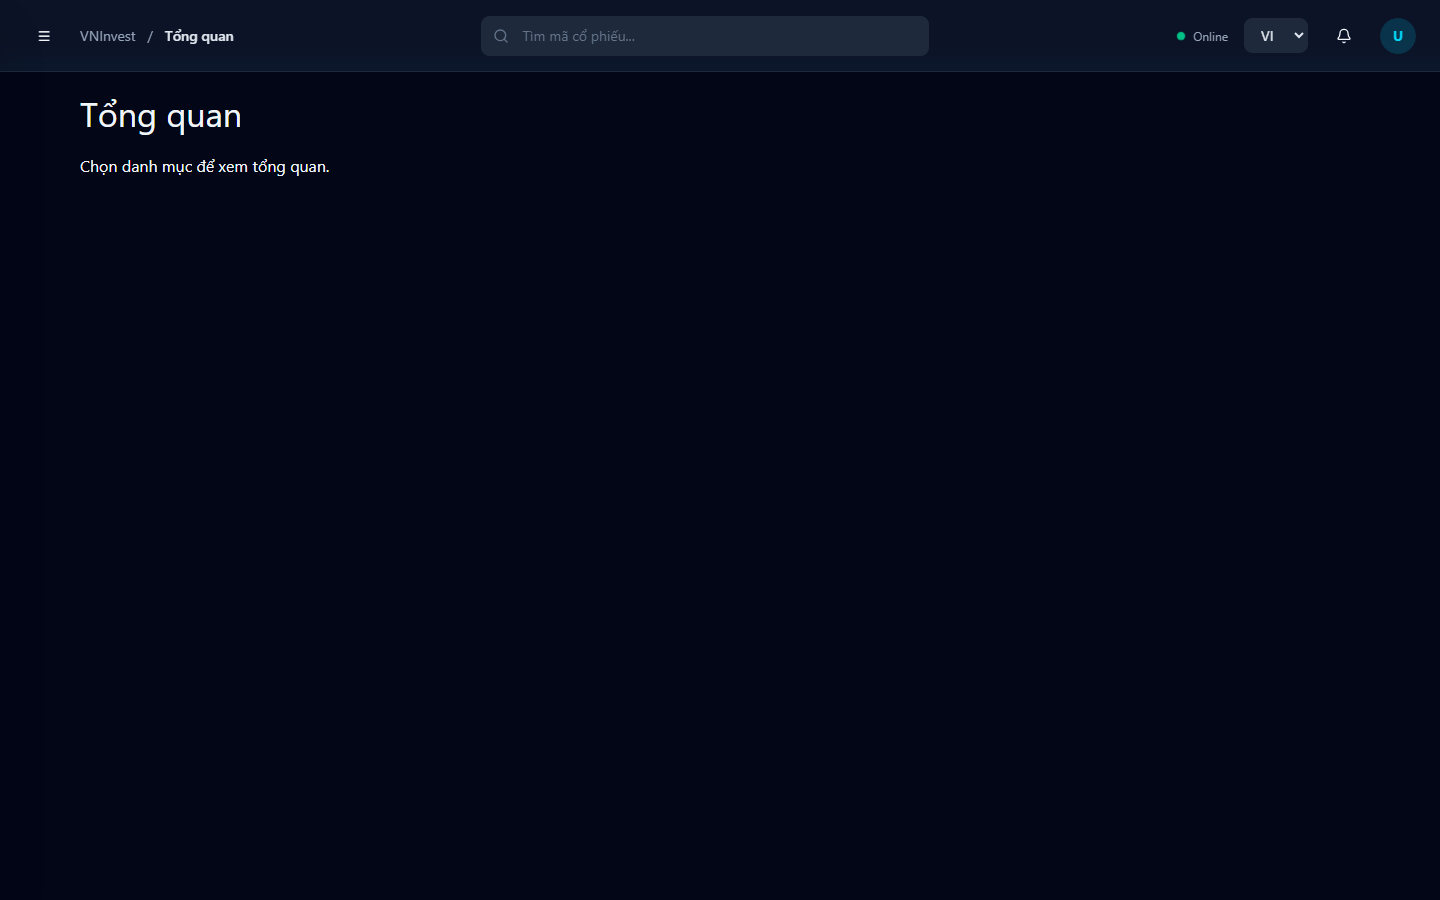 VNInvest / Tổng quan
Tìm mã cổ phiếu...
Online
VI
U
Tổng quan
Chọn danh mục để xem tổng quan.